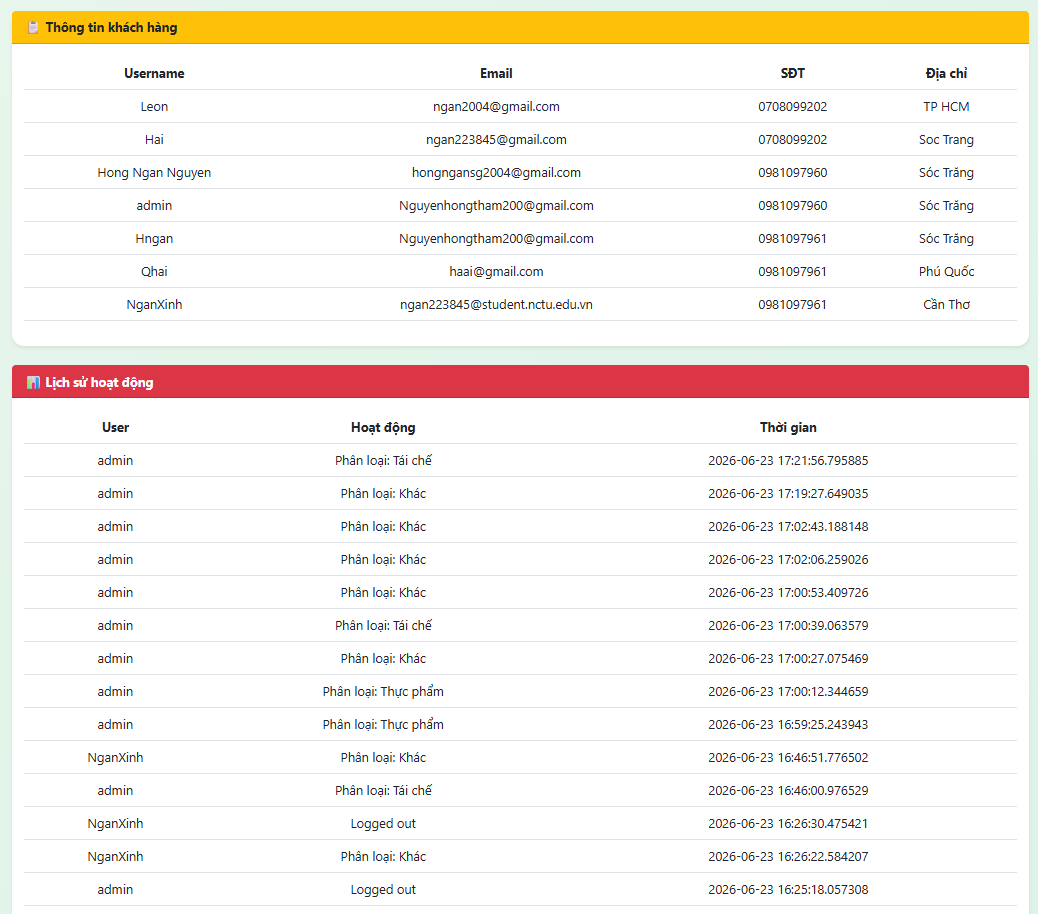 📋 Thông tin khách hàng
Username Email SĐT Địa chỉ
Leon ngan2004@gmail.com 0708099202 TP HCM
Hai ngan223845@gmail.com 0708099202 Soc Trang
Hong Ngan Nguyen hongngansg2004@gmail.com 0981097960 Sóc Trăng
admin Nguyenhongtham200@gmail.com 0981097960 Sóc Trăng
Hngan Nguyenhongtham200@gmail.com 0981097961 Sóc Trăng
Qhai haai@gmail.com 0981097961 Phú Quốc
NganXinh ngan223845@student.nctu.edu.vn 0981097961 Cần Thơ
📊 Lịch sử hoạt động
User Hoạt động Thời gian
admin Phân loại: Tái chế 2026-06-23 17:21:56.795885
admin Phân loại: Khác 2026-06-23 17:19:27.649035
admin Phân loại: Khác 2026-06-23 17:02:43.188148
admin Phân loại: Khác 2026-06-23 17:02:06.259026
admin Phân loại: Khác 2026-06-23 17:00:53.409726
admin Phân loại: Tái chế 2026-06-23 17:00:39.063579
admin Phân loại: Khác 2026-06-23 17:00:27.075469
admin Phân loại: Thực phẩm 2026-06-23 17:00:12.344659
admin Phân loại: Thực phẩm 2026-06-23 16:59:25.243943
NganXinh Phân loại: Khác 2026-06-23 16:46:51.776502
admin Phân loại: Tái chế 2026-06-23 16:46:00.976529
NganXinh Logged out 2026-06-23 16:26:30.475421
NganXinh Phân loại: Khác 2026-06-23 16:26:22.584207
admin Logged out 2026-06-23 16:25:18.057308